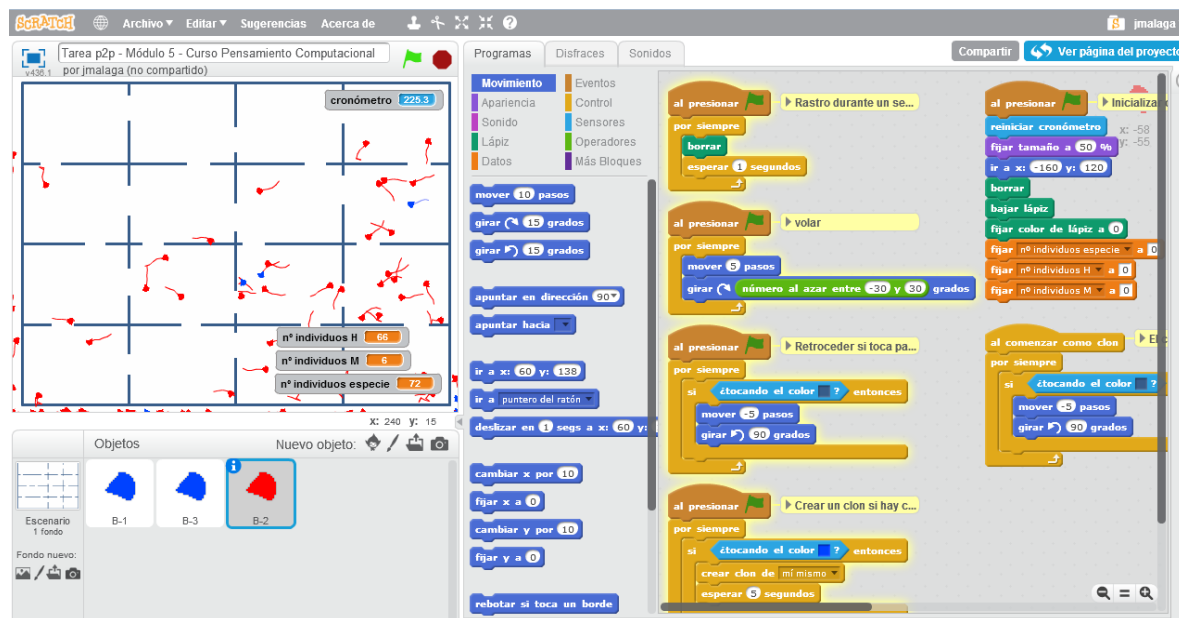 SCRATCH Archivo Editar Sugerencias Acerca de jmalaga
Tarea p2p - Módulo 5 - Curso Pensamiento Computacional
por jmalaga (no compartido)
v436.1
cronómetro 225.3
nº individuos H 66
nº individuos M 6
nº individuos especie 72
x: 240 y: 15
Objetos
Nuevo objeto:
Escenario
1 fondo
Fondo nuevo:
B-1
B-3
B-2
Programas Disfraces Sonidos
Compartir
Ver página del proyecto
Movimiento
Apariencia
Sonido
Lápiz
Datos
Eventos
Control
Sensores
Operadores
Más Bloques
mover 10 pasos
girar 15 grados
girar 15 grados
apuntar en dirección 90
apuntar hacia
ir a x: 60 y: 138
ir a puntero del ratón
deslizar en 1 segs a x: 60 y:
cambiar x por 10
fijar x a 0
cambiar y por 10
fijar y a 0
rebotar si toca un borde
al presionar
Rastro durante un se...
por siempre
borrar
esperar 1 segundos
al presionar
volar
por siempre
mover 5 pasos
girar número al azar entre -30 y 30 grados
al presionar
Retroceder si toca pa...
por siempre
si ¿tocando el color ? entonces
mover -5 pasos
girar 90 grados
al presionar
Crear un clon si hay c...
por siempre
si ¿tocando el color ? entonces
crear clon de mí mismo
esperar 5 segundos
al presionar
Inicializa
reiniciar cronómetro
fijar tamaño a 50 %
ir a x: -160 y: 120
borrar
bajar lápiz
fijar color de lápiz a 0
fijar nº individuos especie a 0
fijar nº individuos H a 0
fijar nº individuos M a 0
x: -58
y: -55
al comenzar como clon
por siempre
si ¿tocando el color ?
mover -5 pasos
girar 90 grados